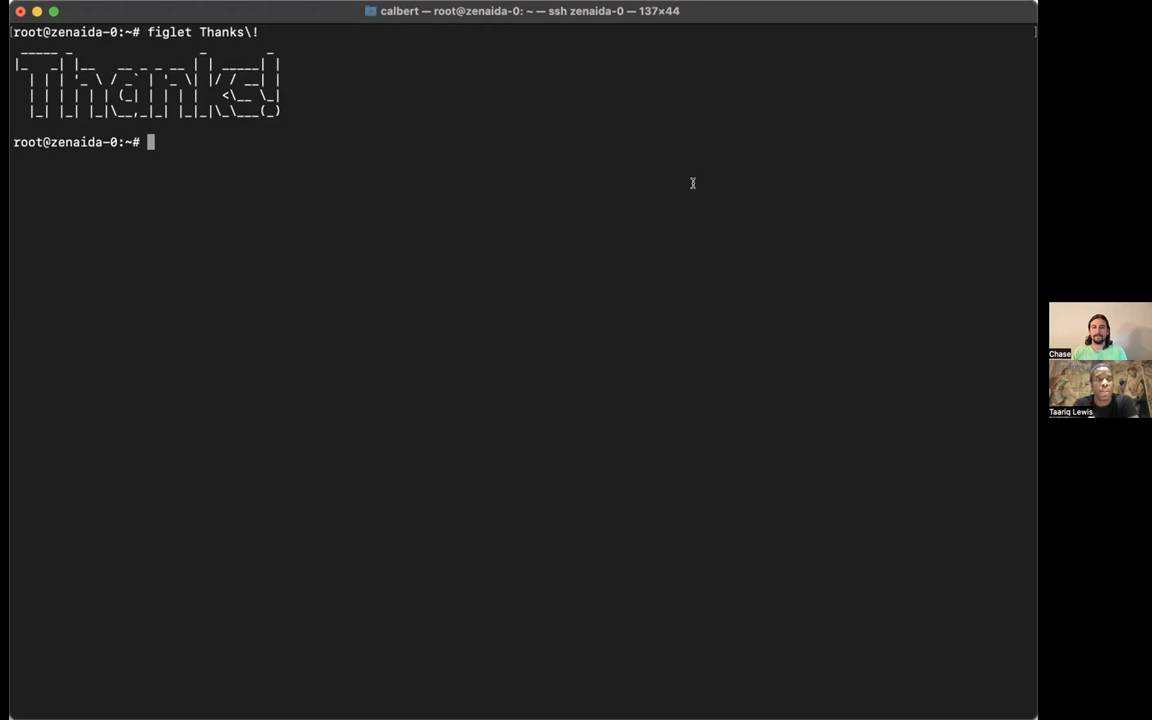 calbert — root@zenaida-0: ~ — ssh zenaida-0 — 137×44
root@zenaida-0:~# figlet Thanks\!
Thanks!
root@zenaida-0:~#
Chase
Taariq Lewis